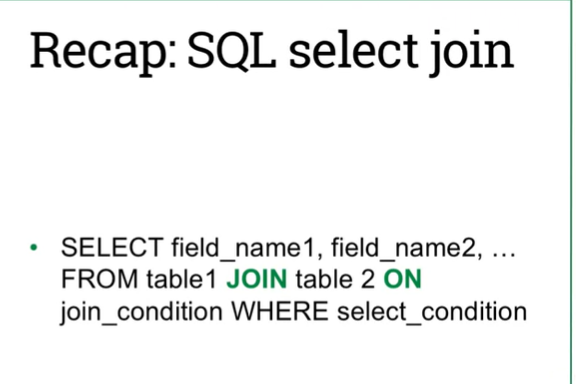 Recap: SQL select join
• SELECT field_name1, field_name2, …
FROM table1 JOIN table 2 ON
join_condition WHERE select_condition